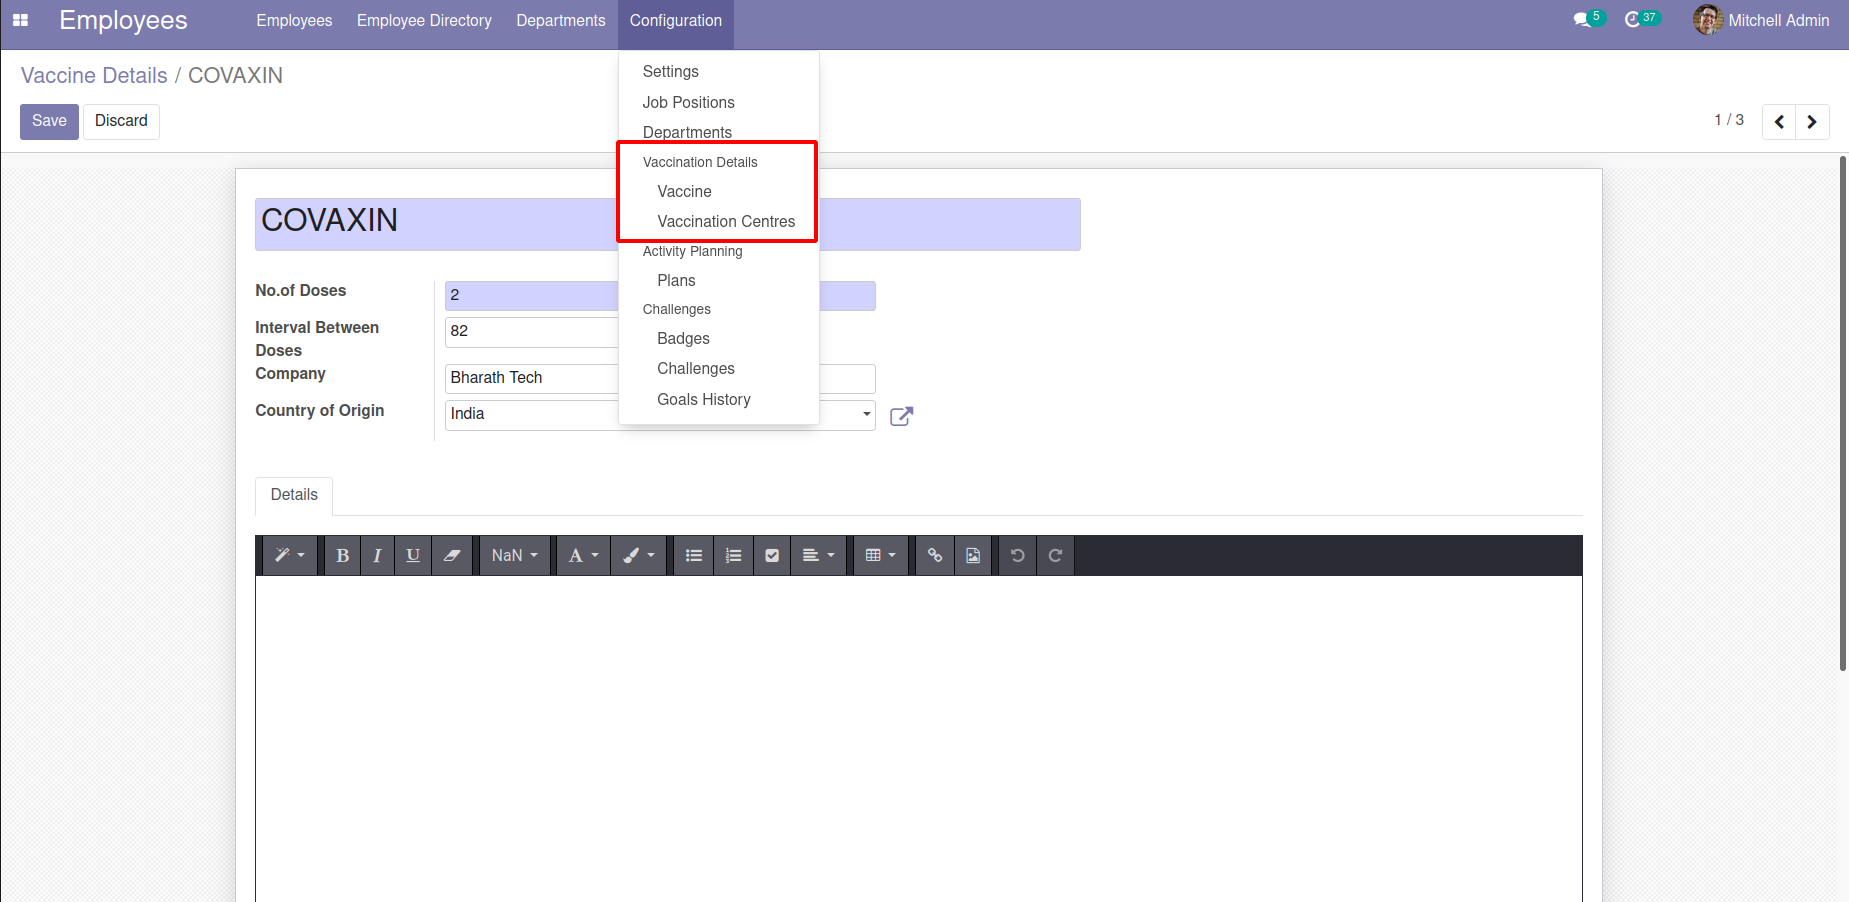 Employees Employees Employee Directory Departments Configuration 5 37 Mitchell Admin
Vaccine Details / COVAXIN
Save Discard 1 / 3
Settings
Job Positions
Departments
Vaccination Details
Vaccine
Vaccination Centres
Activity Planning
Plans
Challenges
Badges
Challenges
Goals History
COVAXIN
No.of Doses 2
Interval Between Doses 82
Company Bharath Tech
Country of Origin India
Details
B I U NaN A